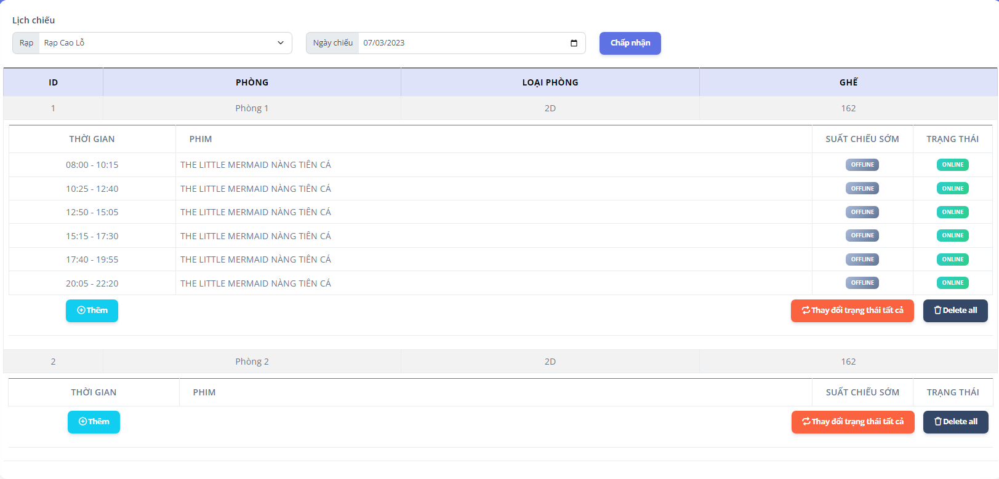 Lịch chiếu
Rạp Rạp Cao Lỗ Ngày chiếu 07/03/2023 Chấp nhận
ID PHÒNG LOẠI PHÒNG GHẾ
1 Phòng 1 2D 162
THỜI GIAN PHIM SUẤT CHIẾU SỚM TRẠNG THÁI
08:00 - 10:15 THE LITTLE MERMAID NÀNG TIÊN CÁ OFFLINE ONLINE
10:25 - 12:40 THE LITTLE MERMAID NÀNG TIÊN CÁ OFFLINE ONLINE
12:50 - 15:05 THE LITTLE MERMAID NÀNG TIÊN CÁ OFFLINE ONLINE
15:15 - 17:30 THE LITTLE MERMAID NÀNG TIÊN CÁ OFFLINE ONLINE
17:40 - 19:55 THE LITTLE MERMAID NÀNG TIÊN CÁ OFFLINE ONLINE
20:05 - 22:20 THE LITTLE MERMAID NÀNG TIÊN CÁ OFFLINE ONLINE
Thêm Thay đổi trạng thái tất cả Delete all
2 Phòng 2 2D 162
THỜI GIAN PHIM SUẤT CHIẾU SỚM TRẠNG THÁI
Thêm Thay đổi trạng thái tất cả Delete all